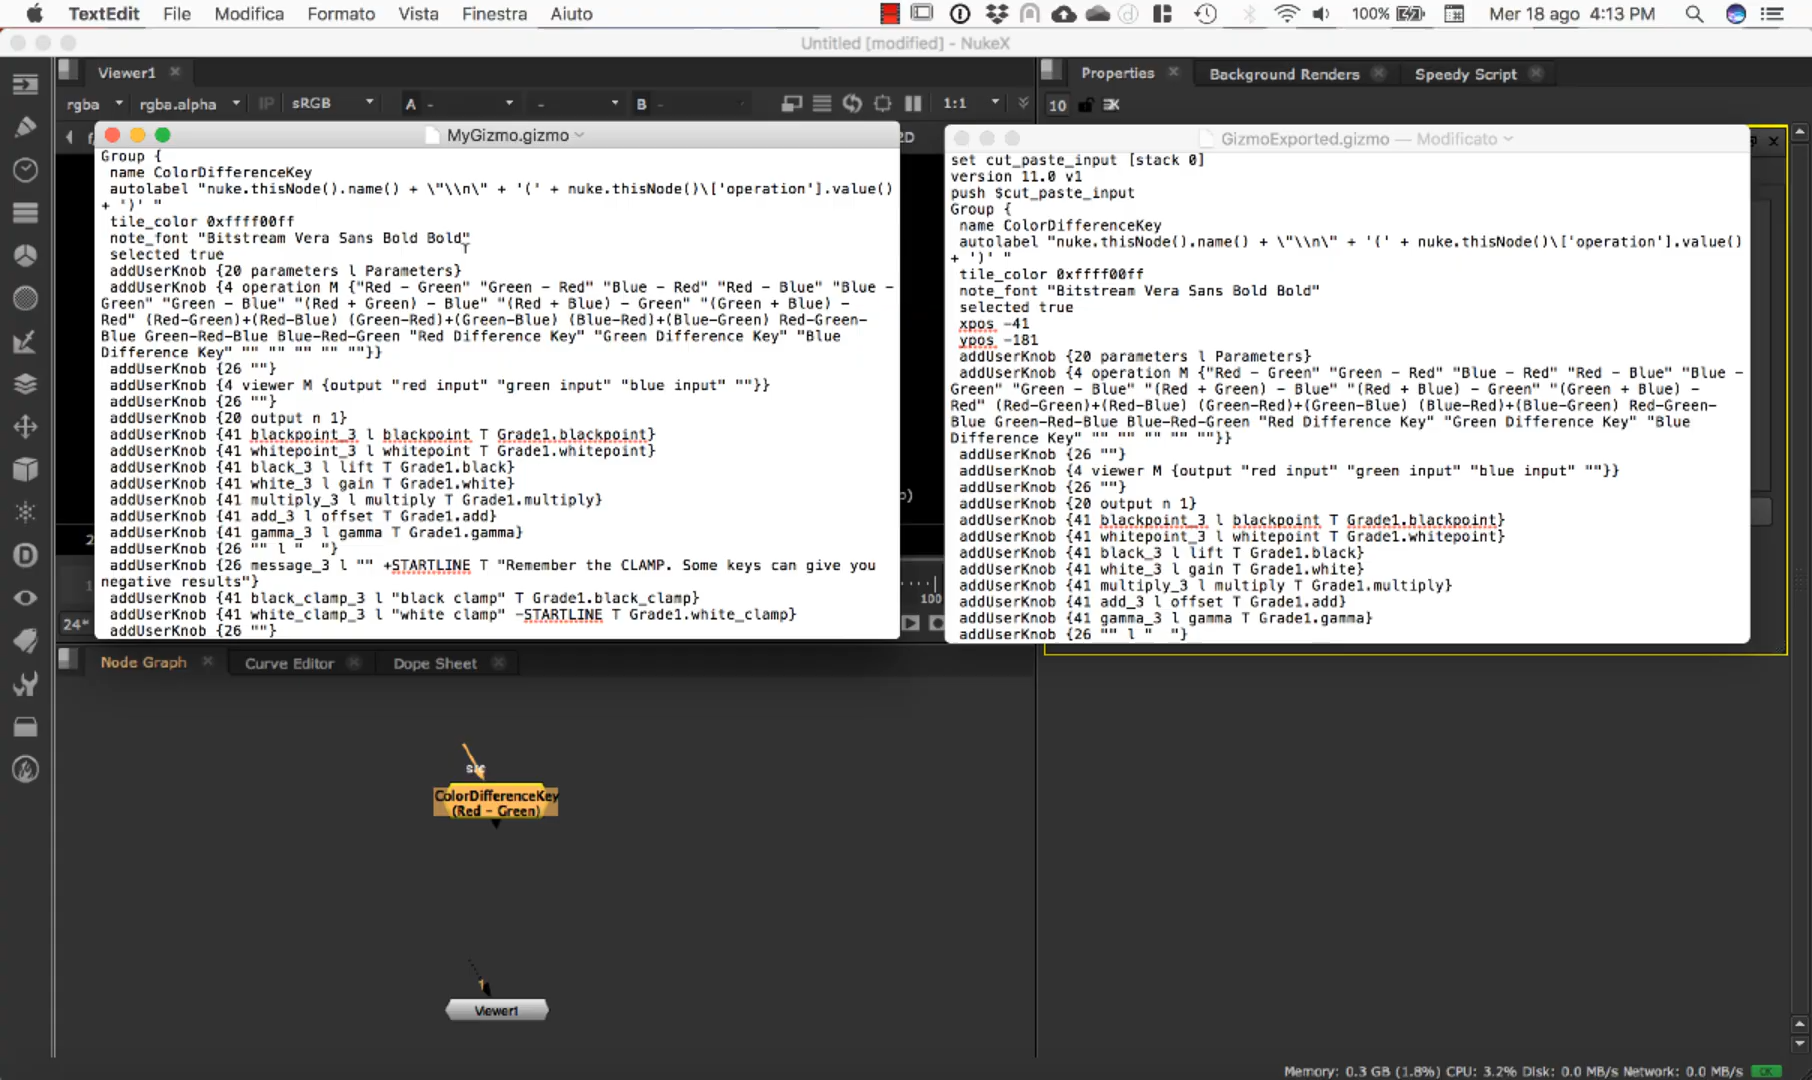 TextEdit File Modifica Formato Vista Finestra Aiuto 100% Mer 18 ago 4:13 PM
Untitled [modified] - NukeX
Viewer1
Properties Background Renders Speedy Script
rgba rgba.alpha IP sRGB A - - B - 1:1
10
MyGizmo.gizmo
Group {
name ColorDifferenceKey
autolabel "nuke.thisNode().name() + \"\\n\" + '(' + nuke.thisNode()\['operation'].value()
+ ')' "
tile_color 0xffff00ff
note_font "Bitstream Vera Sans Bold Bold"
selected true
addUserKnob {20 parameters l Parameters}
addUserKnob {4 operation M {"Red - Green" "Green - Red" "Blue - Red" "Red - Blue" "Blue -
Green" "Green - Blue" "(Red + Green) - Blue" "(Red + Blue) - Green" "(Green + Blue) -
Red" (Red-Green)+(Red-Blue) (Green-Red)+(Green-Blue) (Blue-Red)+(Blue-Green) Red-Green-
Blue Green-Red-Blue Blue-Red-Green "Red Difference Key" "Green Difference Key" "Blue
Difference Key" "" "" "" "" ""}}
addUserKnob {26 ""}
addUserKnob {4 viewer M {output "red input" "green input" "blue input" ""}}
addUserKnob {26 ""}
addUserKnob {20 output n 1}
addUserKnob {41 blackpoint_3 l blackpoint T Grade1.blackpoint}
addUserKnob {41 whitepoint_3 l whitepoint T Grade1.whitepoint}
addUserKnob {41 black_3 l lift T Grade1.black}
addUserKnob {41 white_3 l gain T Grade1.white}
addUserKnob {41 multiply_3 l multiply T Grade1.multiply}
addUserKnob {41 add_3 l offset T Grade1.add}
addUserKnob {41 gamma_3 l gamma T Grade1.gamma}
addUserKnob {26 "" l "  "}
addUserKnob {26 message_3 l "" +STARTLINE T "Remember the CLAMP. Some keys can give you
negative results"}
addUserKnob {41 black_clamp_3 l "black clamp" T Grade1.black_clamp}
addUserKnob {41 white_clamp_3 l "white clamp" -STARTLINE T Grade1.white_clamp}
addUserKnob {26 ""}
GizmoExported.gizmo — Modificato
set cut_paste_input [stack 0]
version 11.0 v1
push $cut_paste_input
Group {
name ColorDifferenceKey
autolabel "nuke.thisNode().name() + \"\\n\" + '(' + nuke.thisNode()\['operation'].value()
+ ')' "
tile_color 0xffff00ff
note_font "Bitstream Vera Sans Bold Bold"
selected true
xpos -41
ypos -181
addUserKnob {20 parameters l Parameters}
addUserKnob {4 operation M {"Red - Green" "Green - Red" "Blue - Red" "Red - Blue" "Blue -
Green" "Green - Blue" "(Red + Green) - Blue" "(Red + Blue) - Green" "(Green + Blue) -
Red" (Red-Green)+(Red-Blue) (Green-Red)+(Green-Blue) (Blue-Red)+(Blue-Green) Red-Green-
Blue Green-Red-Blue Blue-Red-Green "Red Difference Key" "Green Difference Key" "Blue
Difference Key" "" "" "" "" ""}}
addUserKnob {26 ""}
addUserKnob {4 viewer M {output "red input" "green input" "blue input" ""}}
addUserKnob {26 ""}
addUserKnob {20 output n 1}
addUserKnob {41 blackpoint_3 l blackpoint T Grade1.blackpoint}
addUserKnob {41 whitepoint_3 l whitepoint T Grade1.whitepoint}
addUserKnob {41 black_3 l lift T Grade1.black}
addUserKnob {41 white_3 l gain T Grade1.white}
addUserKnob {41 multiply_3 l multiply T Grade1.multiply}
addUserKnob {41 add_3 l offset T Grade1.add}
addUserKnob {41 gamma_3 l gamma T Grade1.gamma}
addUserKnob {26 "" l "  "}
100
24*
Node Graph Curve Editor Dope Sheet
src
ColorDifferenceKey
(Red - Green)
Viewer1
Memory: 0.3 GB (1.8%) CPU: 3.2% Disk: 0.0 MB/s Network: 0.0 MB/s OK